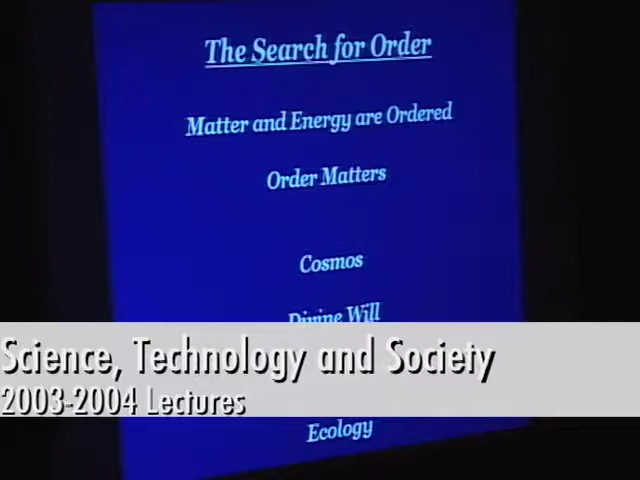 The Search for Order
Matter and Energy are Ordered
Order Matters
Cosmos
Divine Will
Science, Technology and Society
2003-2004 Lectures
Ecology